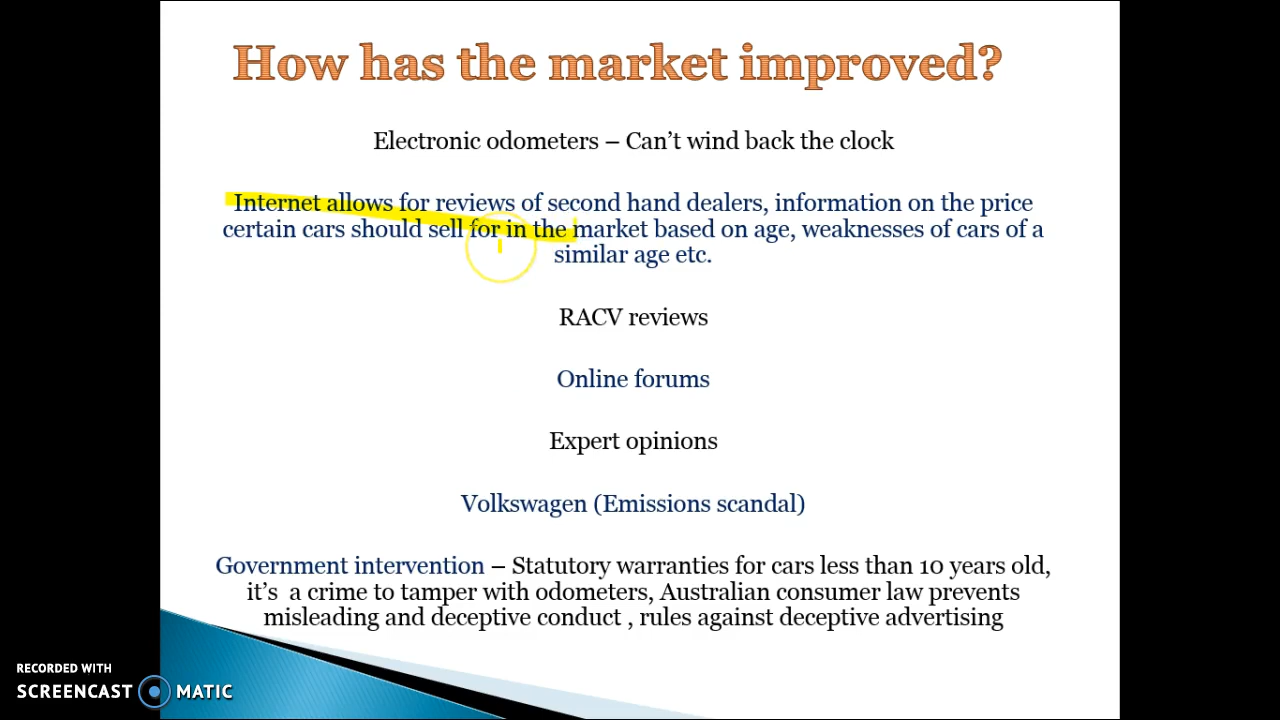 How has the market improved?
Electronic odometers – Can’t wind back the clock
Internet allows for reviews of second hand dealers, information on the price
certain cars should sell for in the market based on age, weaknesses of cars of a
similar age etc.
RACV reviews
Online forums
Expert opinions
Volkswagen (Emissions scandal)
Government intervention – Statutory warranties for cars less than 10 years old,
it’s  a crime to tamper with odometers, Australian consumer law prevents
misleading and deceptive conduct , rules against deceptive advertising
RECORDED WITH
SCREENCAST MATIC